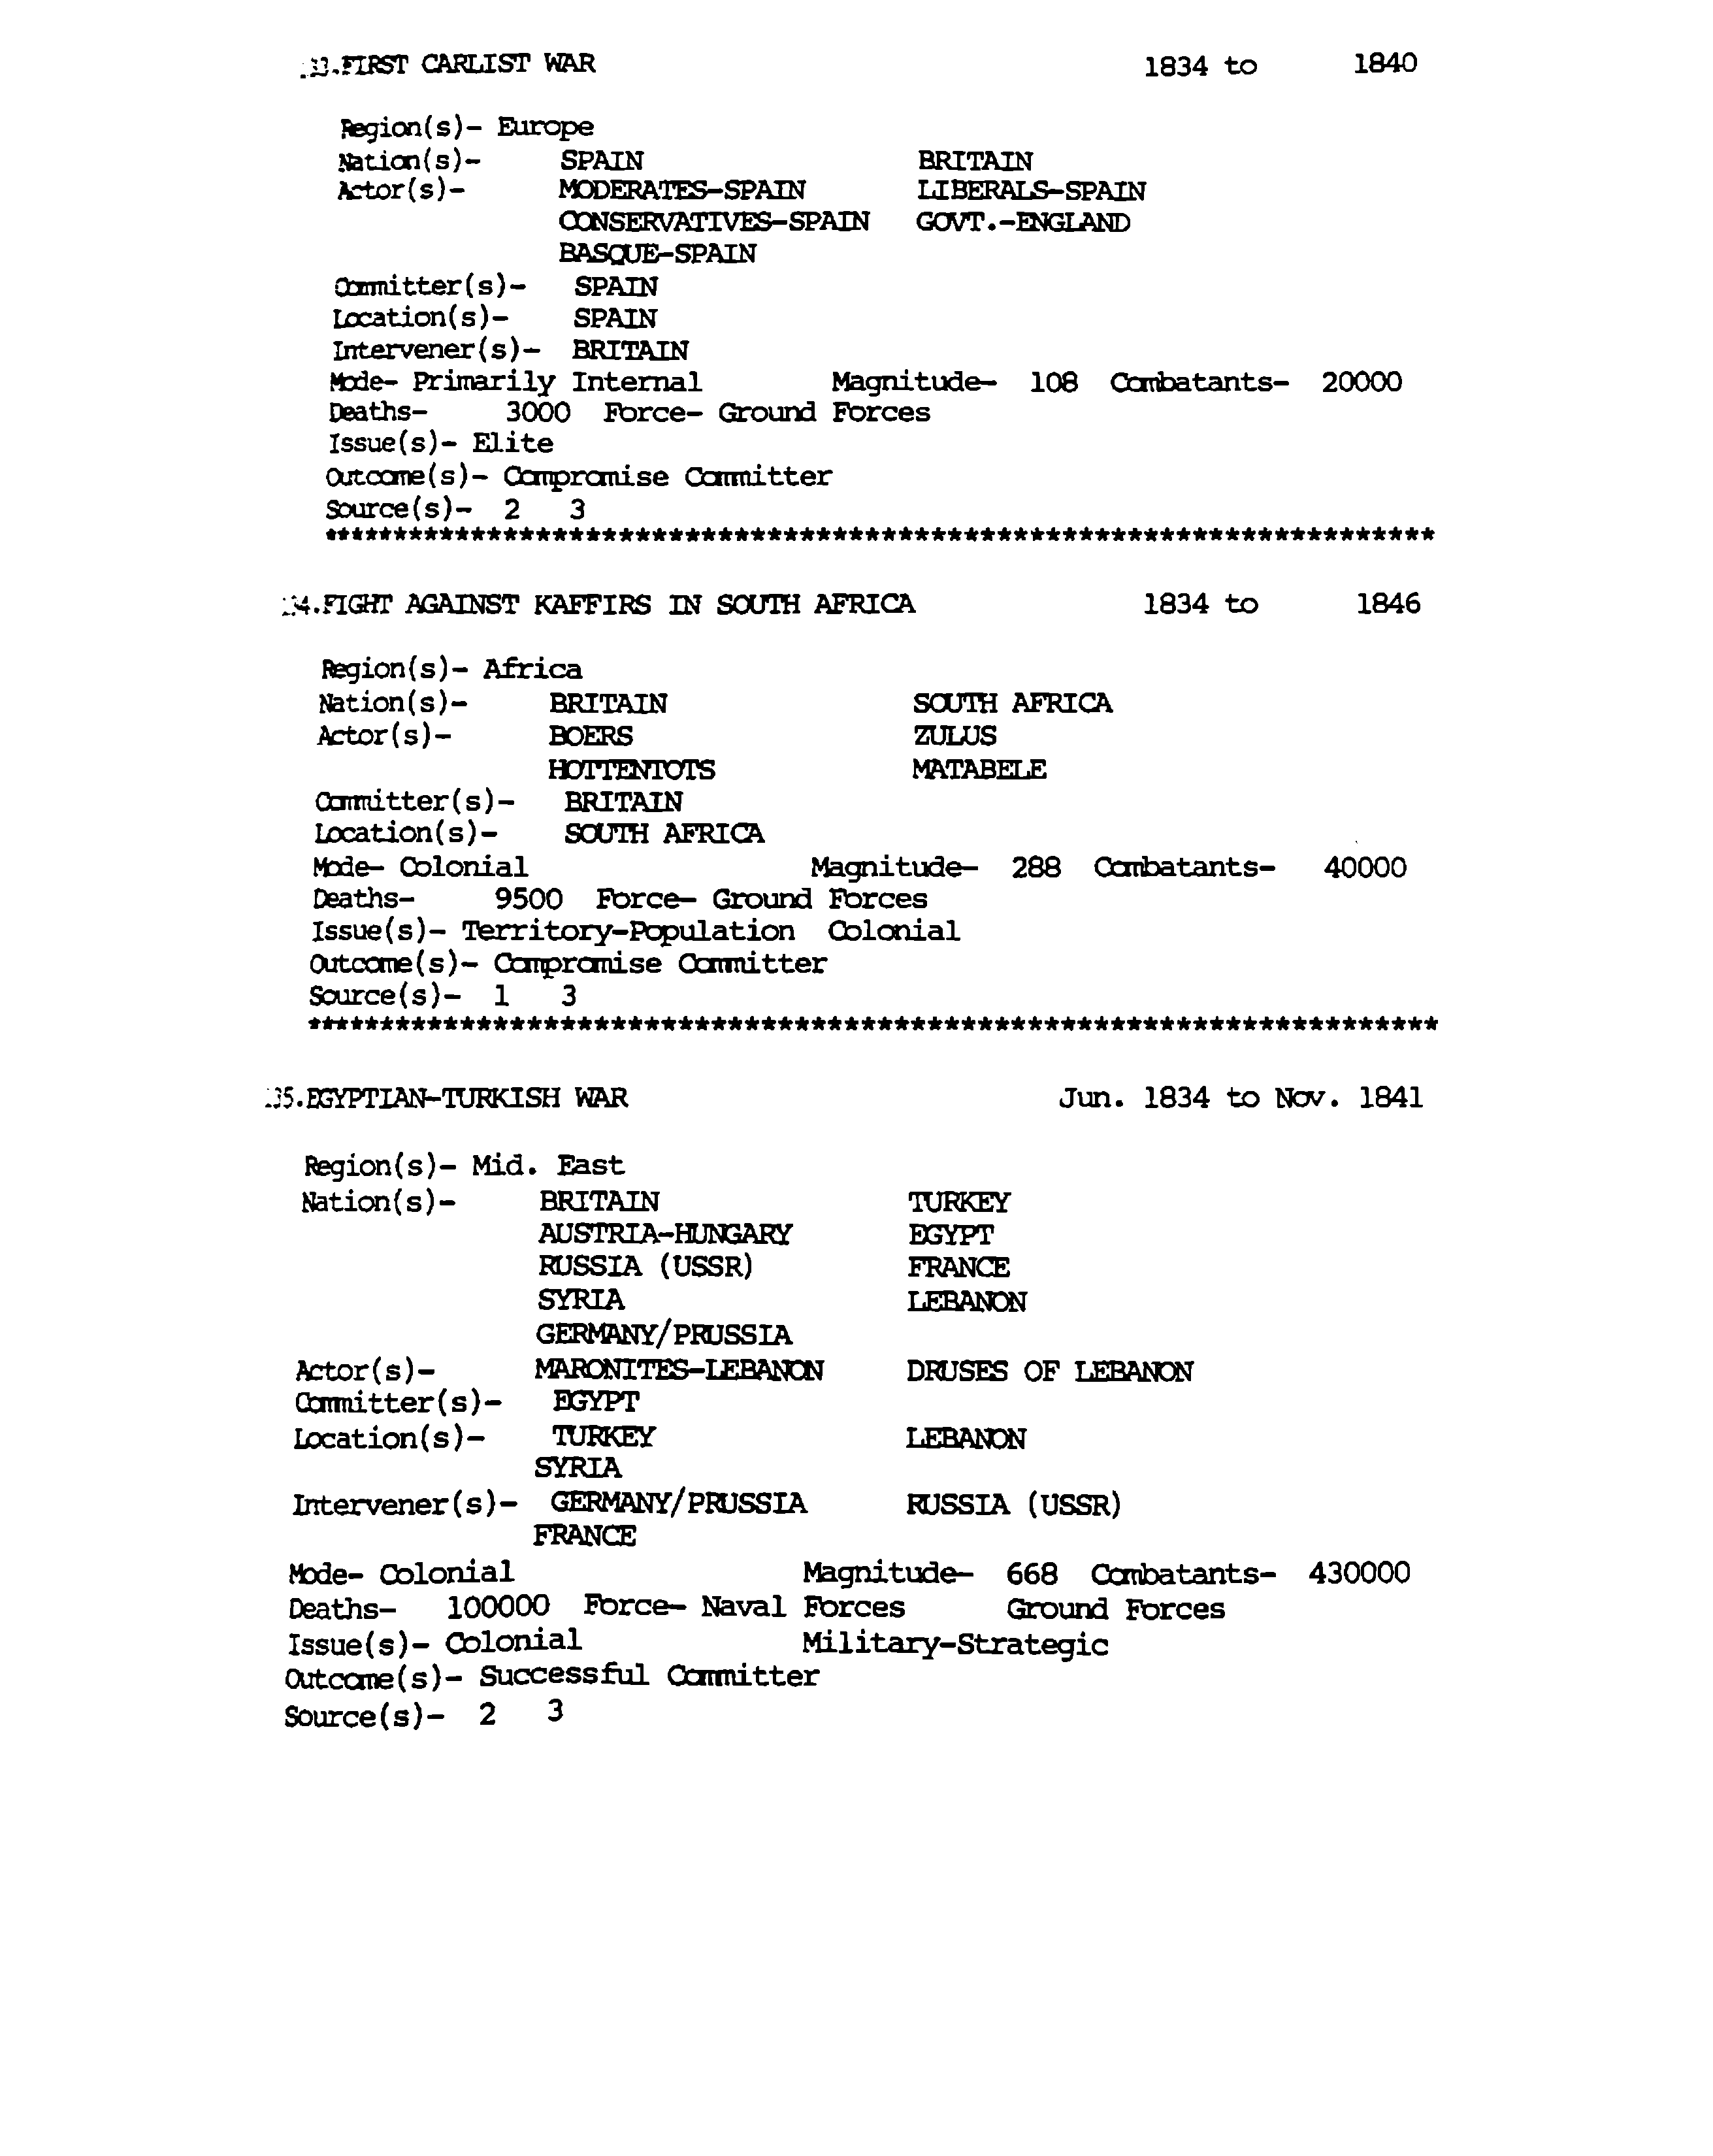 33.FIRST CARLIST WAR 1834 to 1840
Region(s)- Europe
Nation(s)- SPAIN BRITAIN
Actor(s)- MODERATES-SPAIN LIBERALS-SPAIN
CONSERVATIVES-SPAIN GOVT.-ENGLAND
BASQUE-SPAIN
Committer(s)- SPAIN
Location(s)- SPAIN
Intervener(s)- BRITAIN
Mode- Primarily Internal Magnitude- 108 Combatants- 20000
Deaths- 3000 Force- Ground Forces
Issue(s)- Elite
Outcome(s)- Compromise Committer
Source(s)- 2 3
*******************************************************************
34.FIGHT AGAINST KAFFIRS IN SOUTH AFRICA 1834 to 1846
Region(s)- Africa
Nation(s)- BRITAIN SOUTH AFRICA
Actor(s)- BOERS ZULUS
HOTTENTOTS MATABELE
Committer(s)- BRITAIN
Location(s)- SOUTH AFRICA
Mode- Colonial Magnitude- 288 Combatants- 40000
Deaths- 9500 Force- Ground Forces
Issue(s)- Territory-Population Colonial
Outcome(s)- Compromise Committer
Source(s)- 1 3
*******************************************************************
35.EGYPTIAN-TURKISH WAR Jun. 1834 to Nov. 1841
Region(s)- Mid. East
Nation(s)- BRITAIN TURKEY
AUSTRIA-HUNGARY EGYPT
RUSSIA (USSR) FRANCE
SYRIA LEBANON
GERMANY/PRUSSIA
Actor(s)- MARONITES-LEBANON DRUSES OF LEBANON
Committer(s)- EGYPT
Location(s)- TURKEY LEBANON
SYRIA
Intervener(s)- GERMANY/PRUSSIA RUSSIA (USSR)
FRANCE
Mode- Colonial Magnitude- 668 Combatants- 430000
Deaths- 100000 Force- Naval Forces Ground Forces
Issue(s)- Colonial Military-Strategic
Outcome(s)- Successful Committer
Source(s)- 2 3